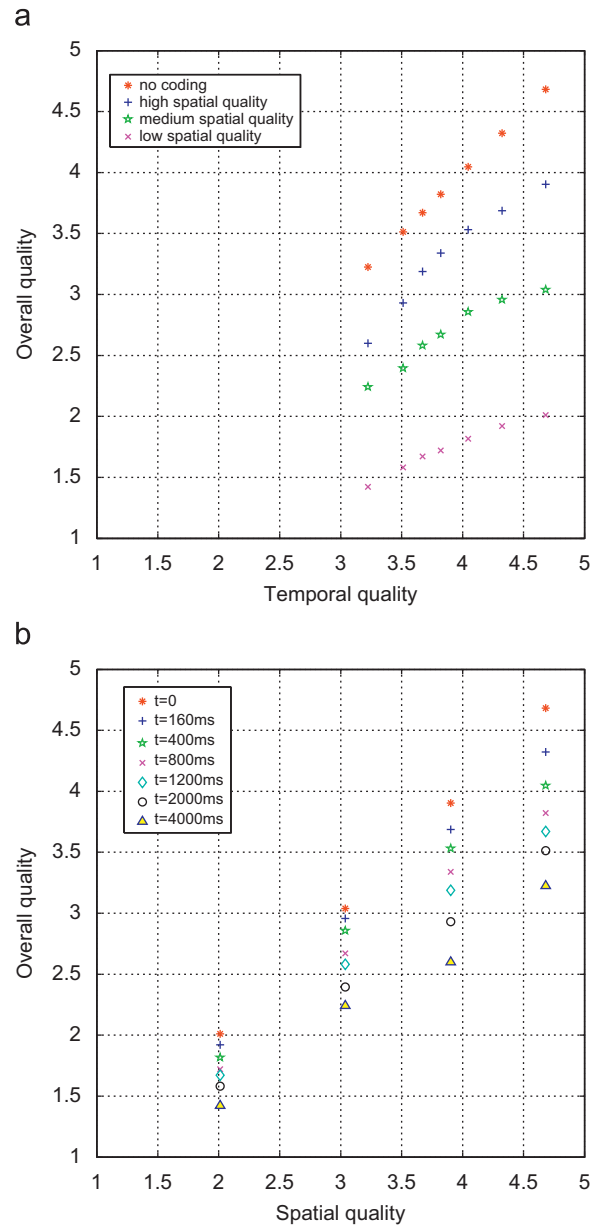 a
5
4.5
4
3.5
3
2.5
2
1.5
1
Overall quality
no coding
high spatial quality
medium spatial quality
low spatial quality
1 1.5 2 2.5 3 3.5 4 4.5 5
Temporal quality
b
5
4.5
4
3.5
3
2.5
2
1.5
1
Overall quality
t=0
t=160ms
t=400ms
t=800ms
t=1200ms
t=2000ms
t=4000ms
1 1.5 2 2.5 3 3.5 4 4.5 5
Spatial quality